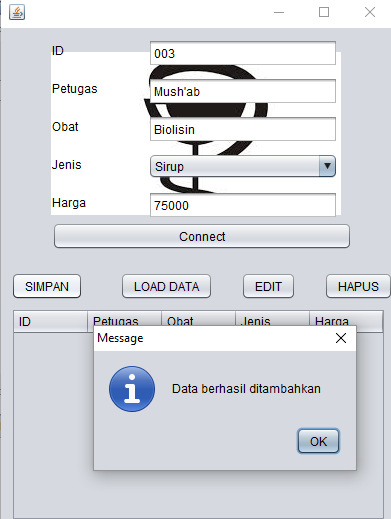 ID 003
Petugas Mush'ab
Obat Biolisin
Jenis Sirup
Harga 75000
Connect
SIMPAN LOAD DATA EDIT HAPUS
ID Petugas Obat Jenis Harga
Message
Data berhasil ditambahkan
OK